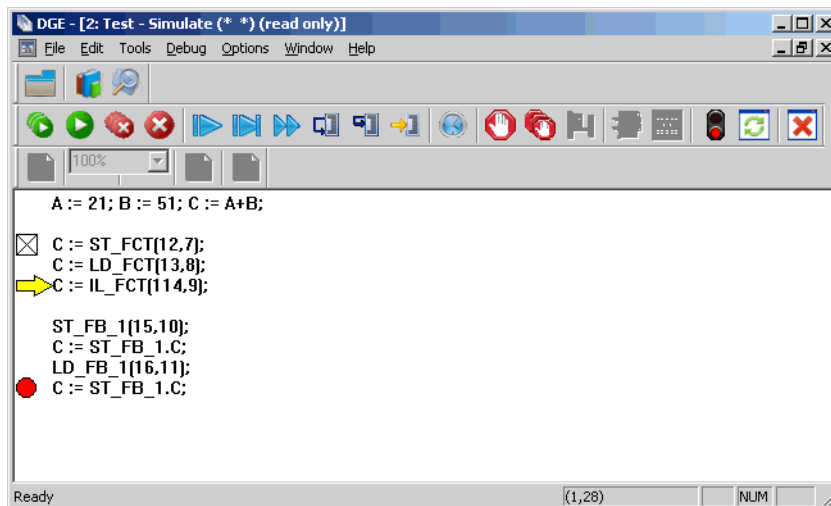 DGE - [2: Test - Simulate (* *) (read only)]
File Edit Tools Debug Options Window Help
100%
A := 21; B := 51; C := A+B;
C := ST_FCT(12,7);
C := LD_FCT(13,8);
C := IL_FCT(114,9);
ST_FB_1(15,10);
C := ST_FB_1.C;
LD_FB_1(16,11);
C := ST_FB_1.C;
Ready (1,28) NUM